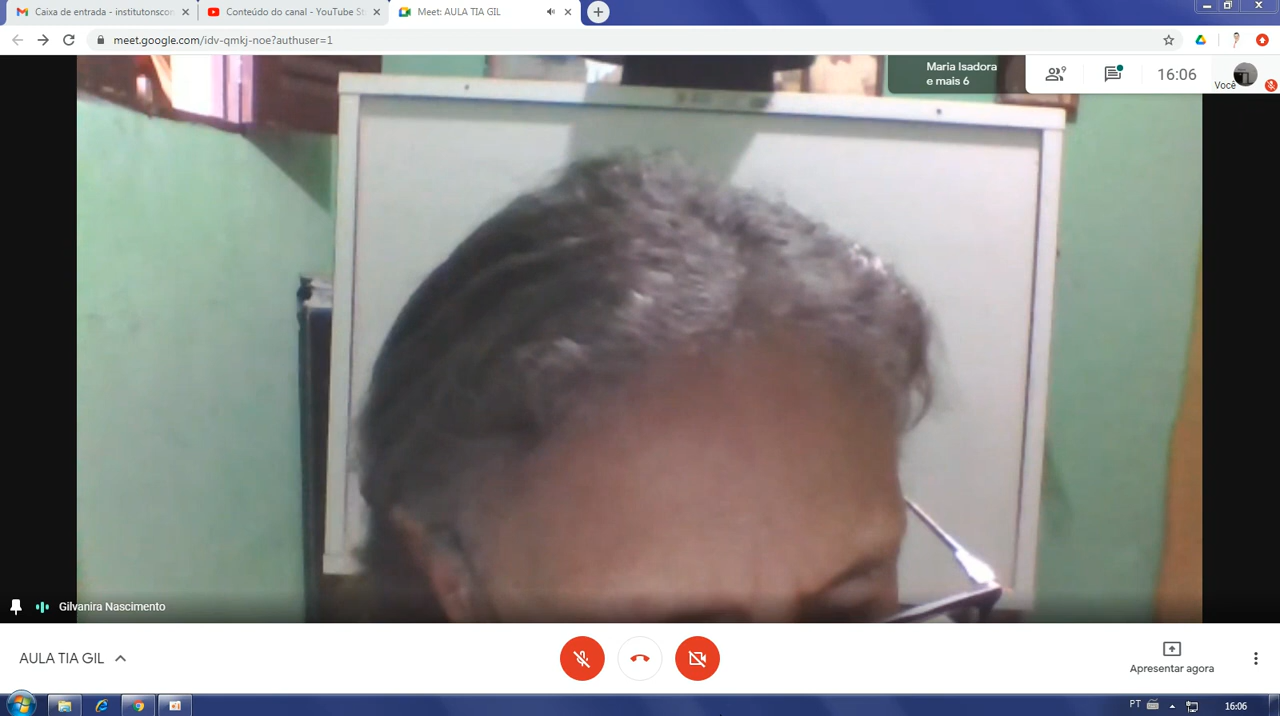 Caixa de entrada - institutonscon
Conteúdo do canal - YouTube St
Meet: AULA TIA GIL
meet.google.com/idv-qmkj-noe?authuser=1
Maria Isadora
e mais 6
9
16:06
Você
Gilvanira Nascimento
AULA TIA GIL
Apresentar agora
PT
16:06